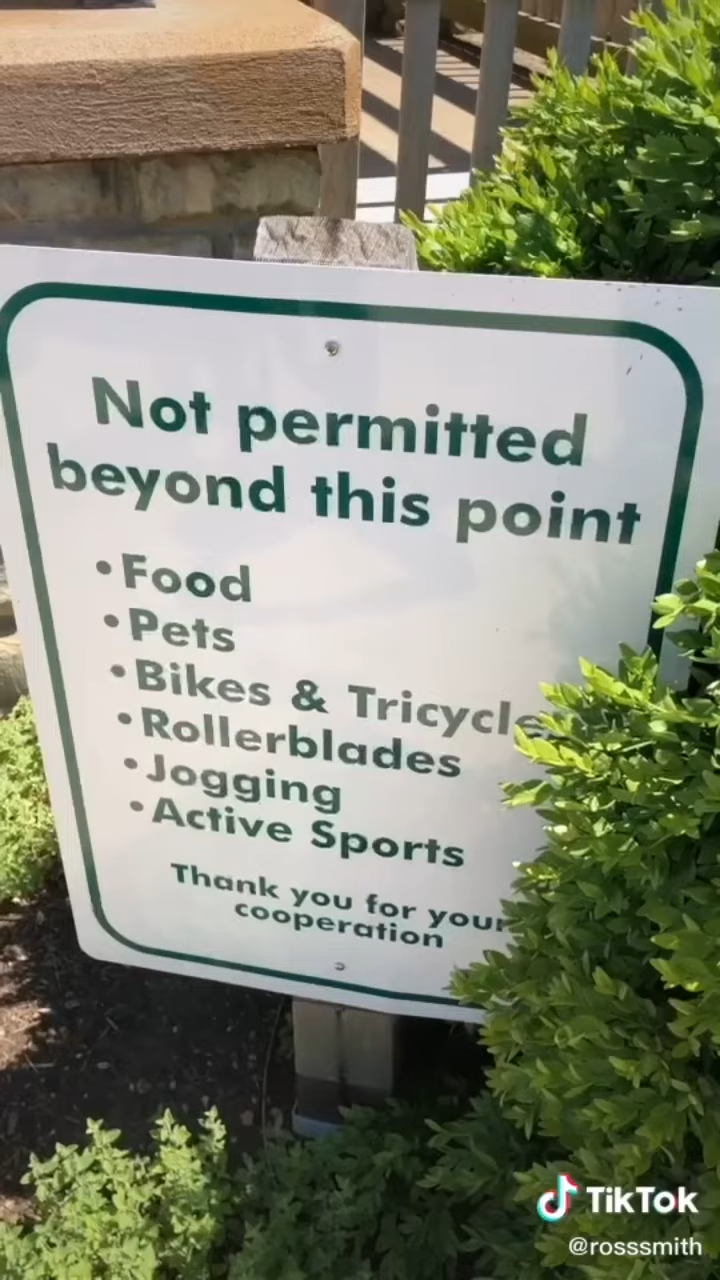 Not permitted
beyond this point
• Food
• Pets
• Bikes & Tricycle
• Rollerblades
• Jogging
• Active Sports
Thank you for your
cooperation
TikTok
@rosssmith